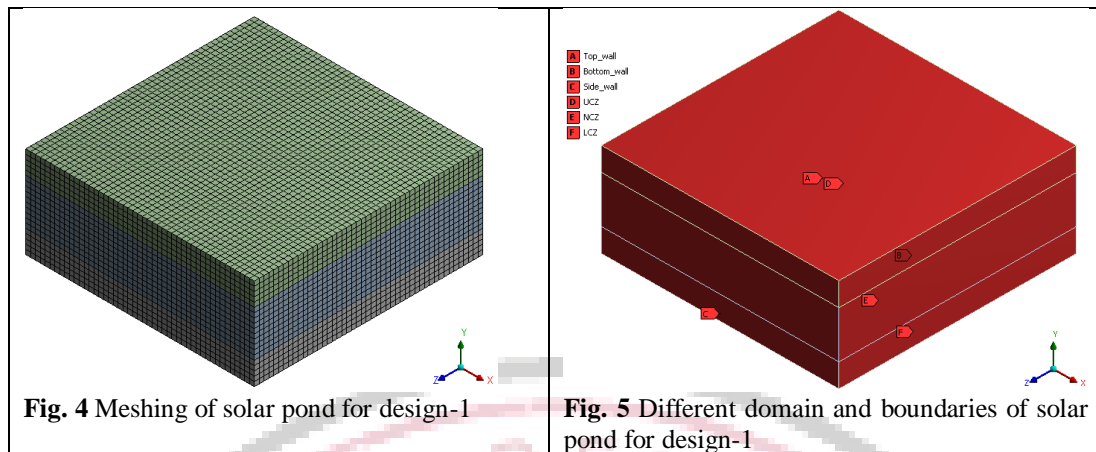 A Top_wall
B Bottom_wall
C Side_wall
D UCZ
E NCZ
F LCZ
A
D
B
E
C
F
Y
Z
X
Y
Z
X
Fig. 4 Meshing of solar pond for design-1
Fig. 5 Different domain and boundaries of solar
pond for design-1